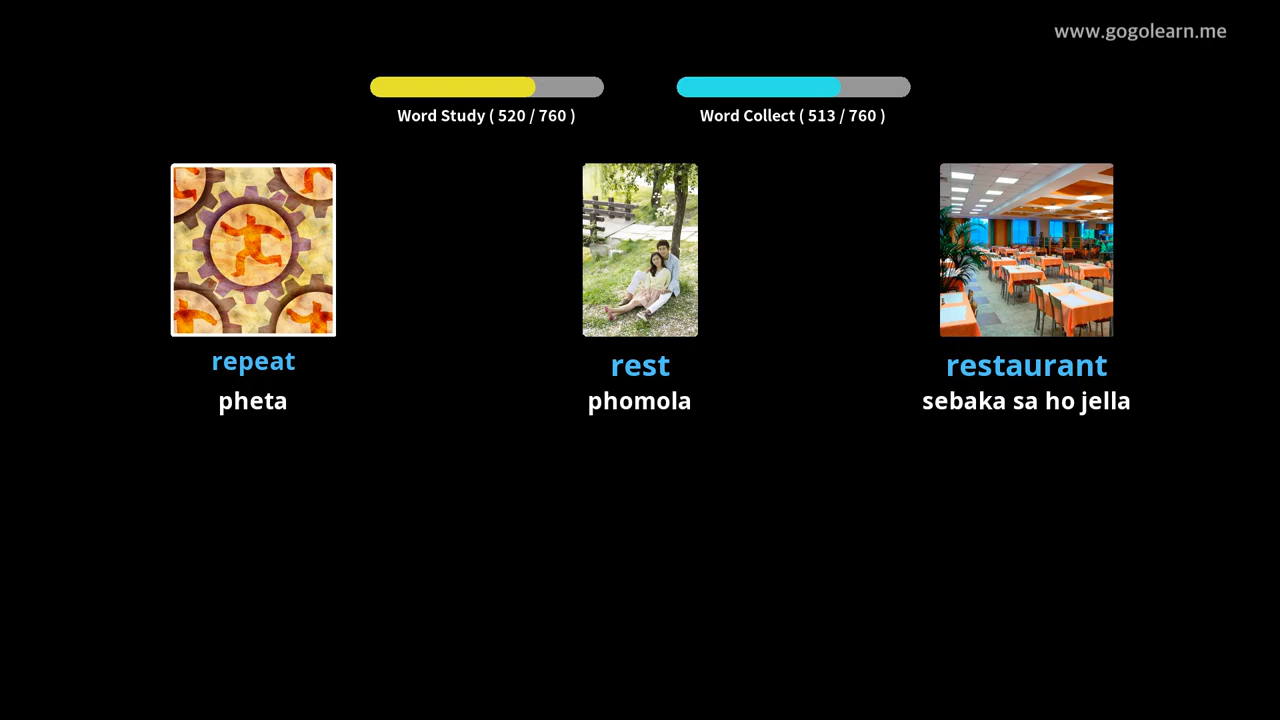 www.gogolearn.me
Word Study ( 520 / 760 )
Word Collect ( 513 / 760 )
repeat
pheta
rest
phomola
restaurant
sebaka sa ho jella